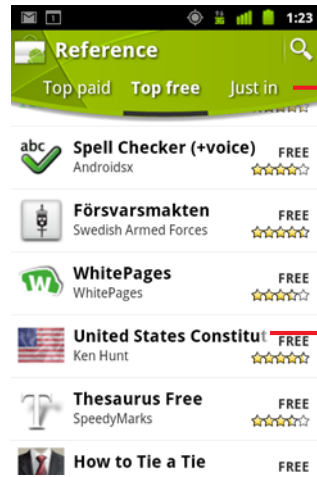 1:23
Reference
Top paid Top free Just in
abc Spell Checker (+voice) FREE
Androidsx
Försvarsmakten FREE
Swedish Armed Forces
W WhitePages FREE
WhitePages
United States Constitut FREE
Ken Hunt
T Thesaurus Free FREE
SpeedyMarks
How to Tie a Tie FREE